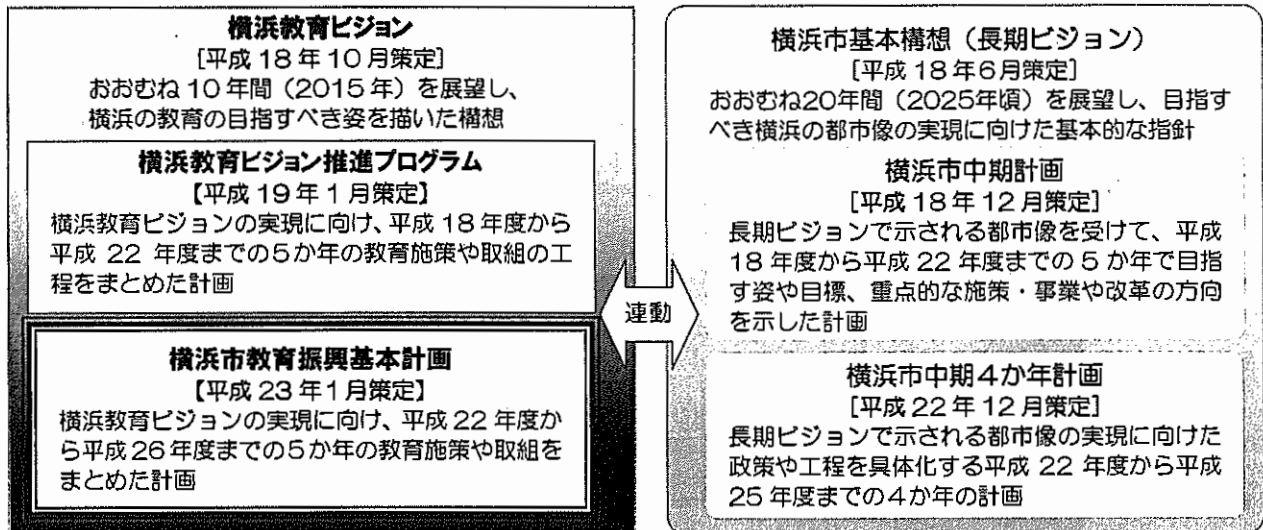 横浜教育ビジョン
[平成18年10月策定]
おおむね10年間（2015年）を展望し、
横浜の教育の目指すべき姿を描いた構想
横浜教育ビジョン推進プログラム
【平成19年1月策定】
横浜教育ビジョンの実現に向け、平成18年度から
平成22年度までの5か年の教育施策や取組の工
程をまとめた計画
横浜市教育振興基本計画
【平成23年1月策定】
横浜教育ビジョンの実現に向け、平成22年度か
ら平成26年度までの5か年の教育施策や取組を
まとめた計画
連動
横浜市基本構想（長期ビジョン）
[平成18年6月策定]
おおむね20年間（2025年頃）を展望し、目指す
べき横浜の都市像の実現に向けた基本的な指針
横浜市中期計画
[平成18年12月策定]
長期ビジョンで示される都市像を受けて、平成
18年度から平成22年度までの5か年で目指
す姿や目標、重点的な施策・事業や改革の方向
を示した計画
横浜市中期4か年計画
[平成22年12月策定]
長期ビジョンで示される都市像の実現に向けた
政策や工程を具体化する平成22年度から平成
25年度までの4か年の計画